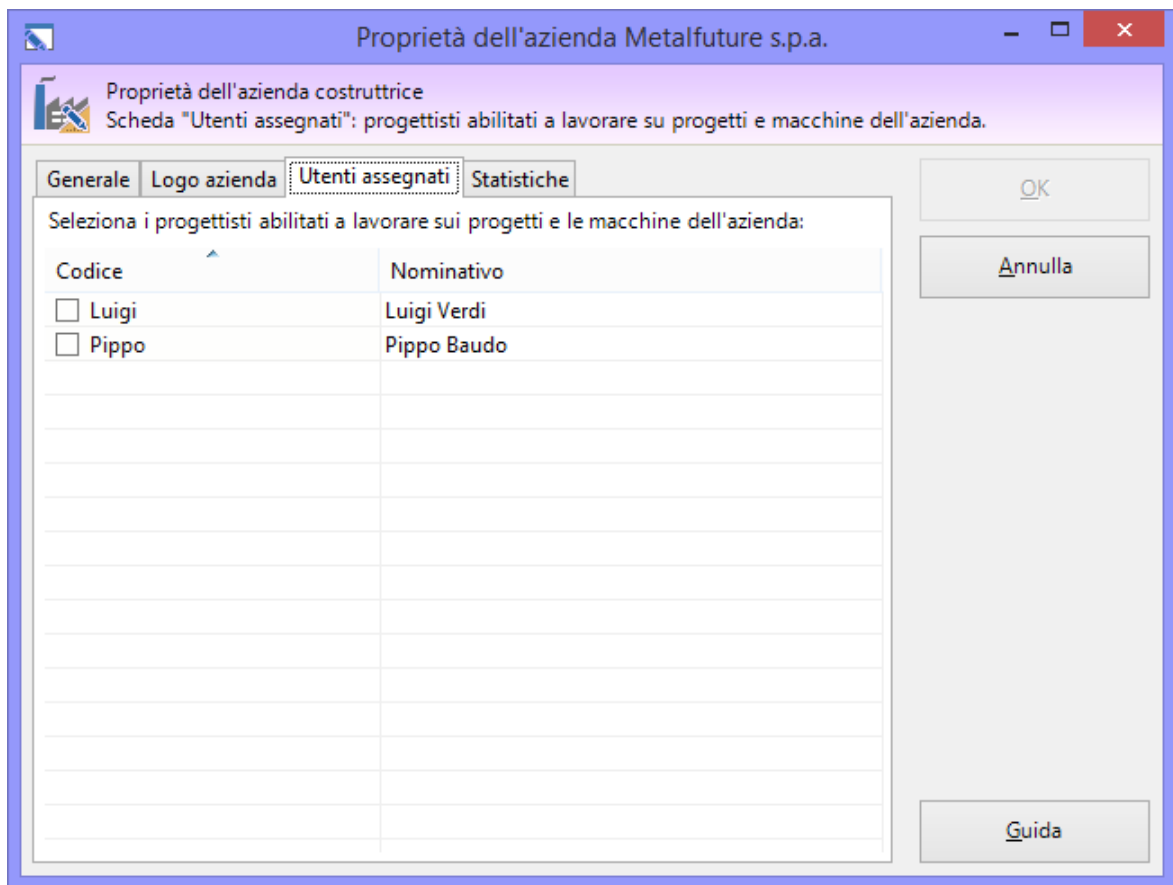 Proprietà dell'azienda Metalfuture s.p.a.
Proprietà dell'azienda costruttrice
Scheda "Utenti assegnati": progettisti abilitati a lavorare su progetti e macchine dell'azienda.
Generale Logo azienda Utenti assegnati Statistiche
OK
Seleziona i progettisti abilitati a lavorare sui progetti e le macchine dell'azienda:
Annulla
Codice Nominativo
Luigi Luigi Verdi
Pippo Pippo Baudo
Guida